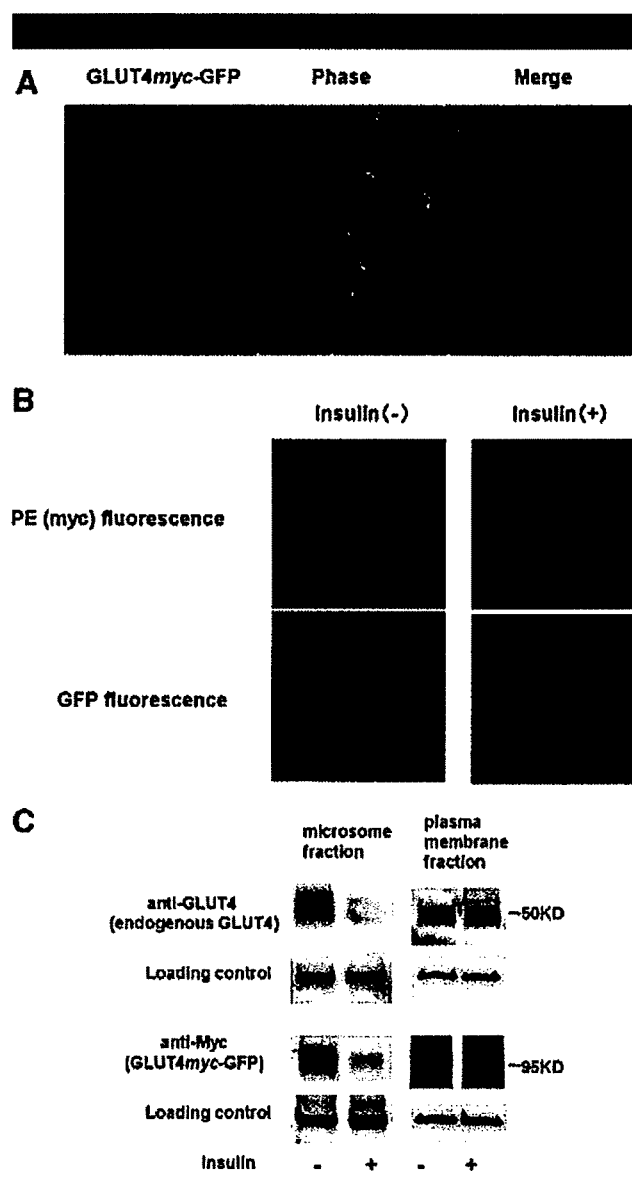 A GLUT4myc-GFP Phase Merge
B Insulin(-) Insulin(+)
PE (myc) fluorescence
GFP fluorescence
C microsome fraction plasma membrane fraction
anti-GLUT4 (endogenous GLUT4) ~50KD
Loading control
anti-Myc (GLUT4myc-GFP) ~95KD
Loading control
Insulin - + - +